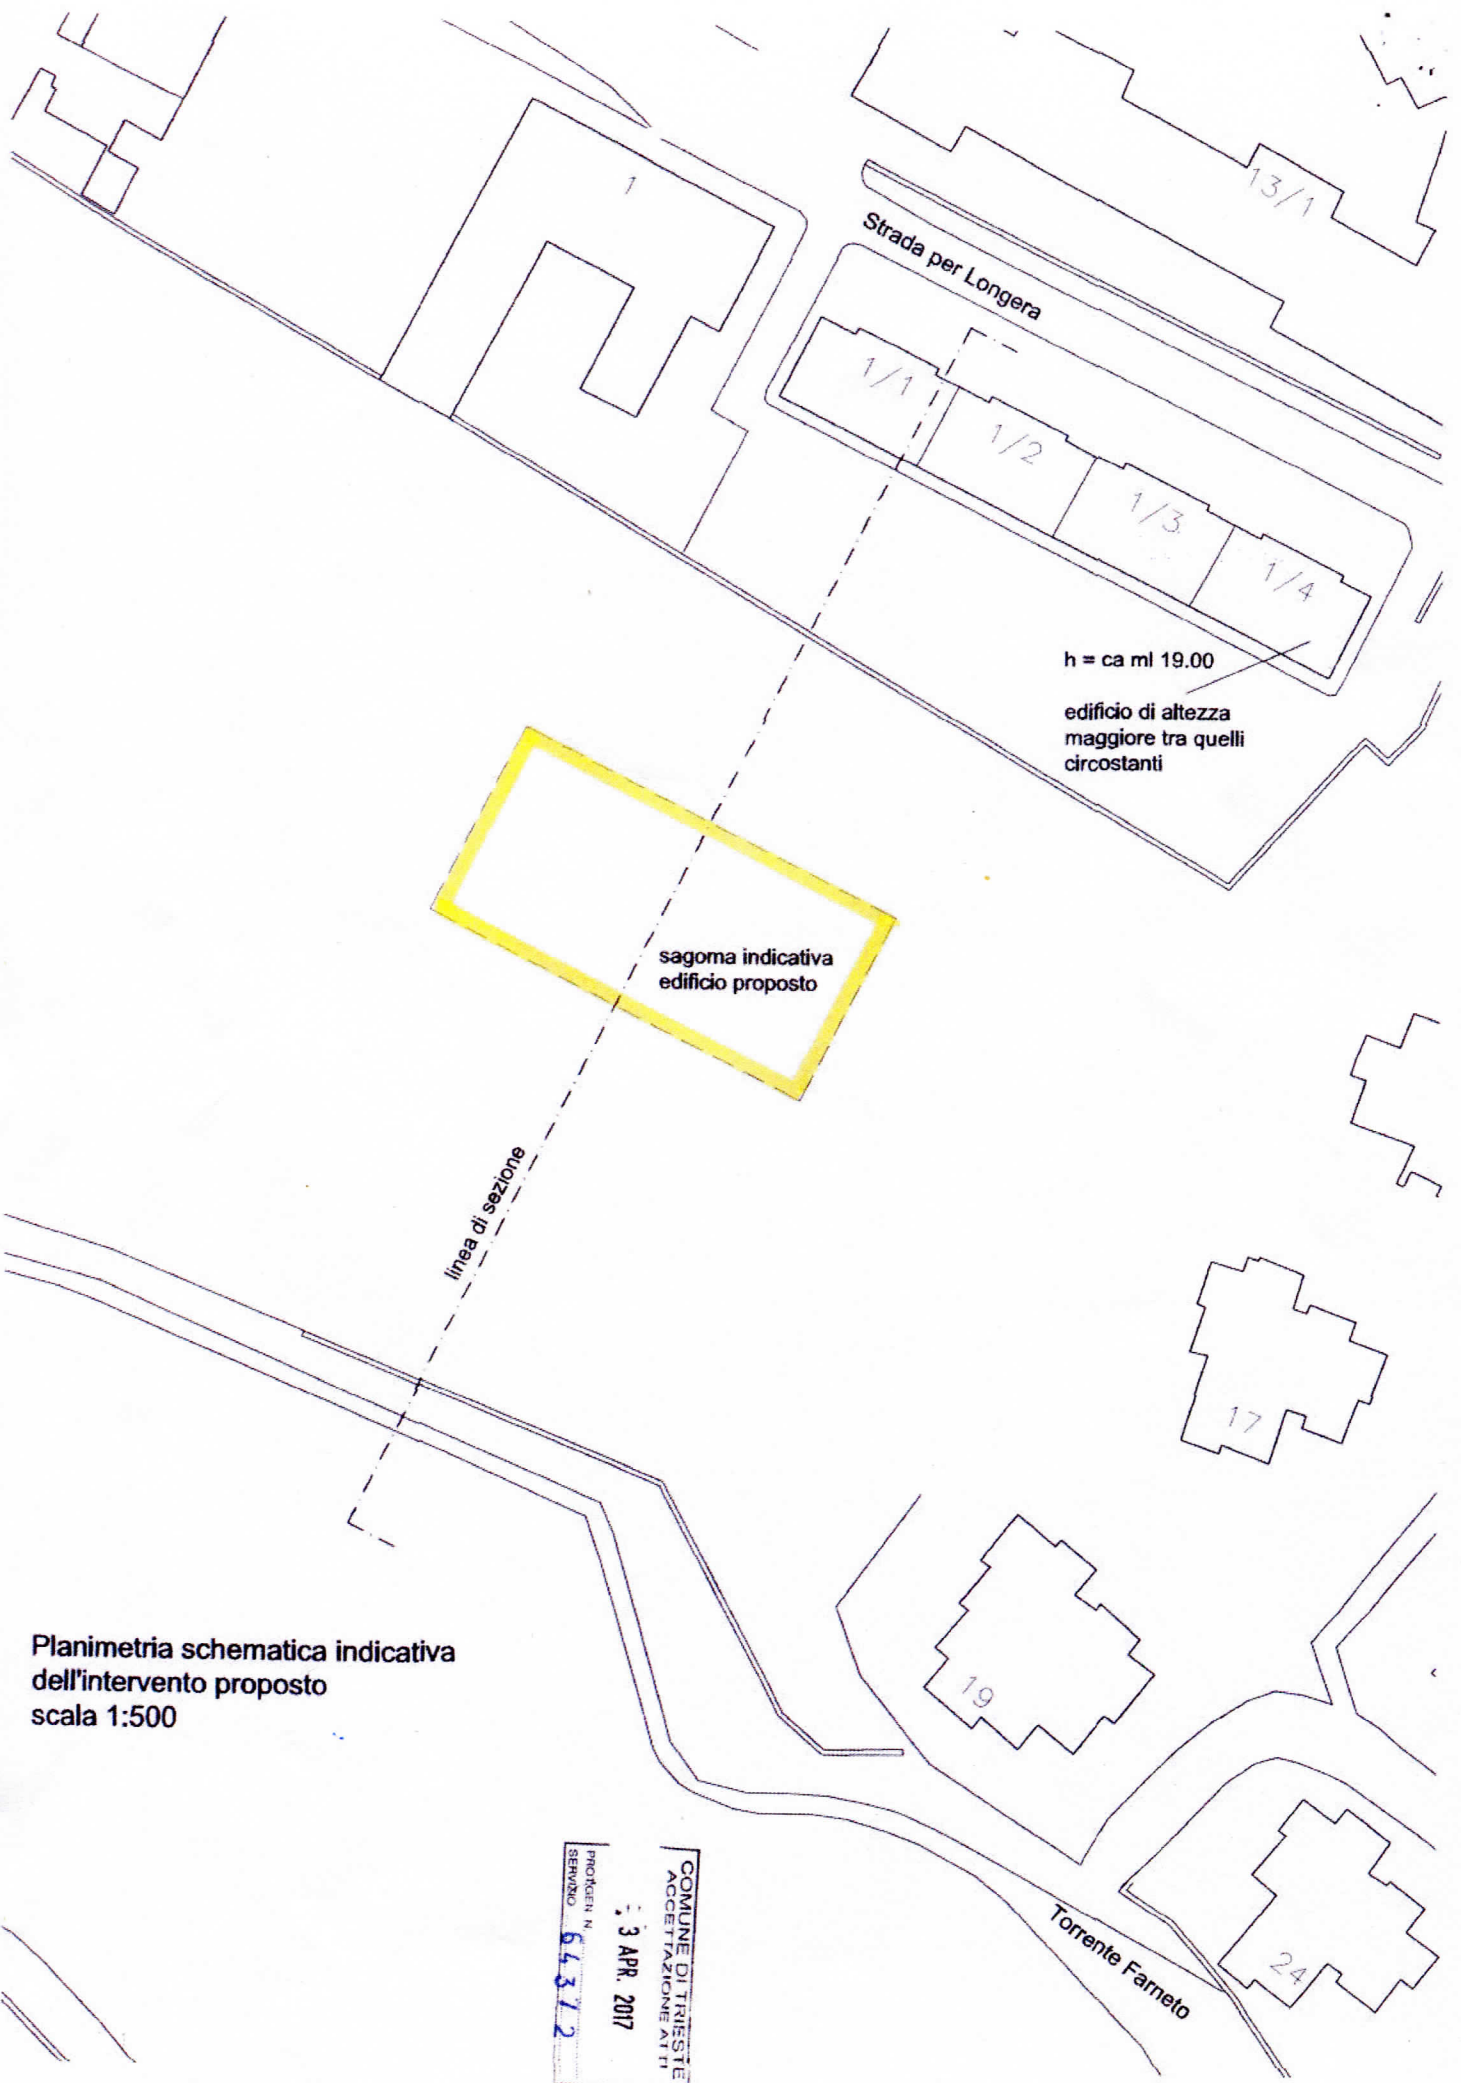 1
13/1
Strada per Longera
1/1
1/2
1/3
1/4
h = ca ml 19.00
edificio di altezza
maggiore tra quelli
circostanti
sagoma indicativa
edificio proposto
linea di sezione
17
19
Planimetria schematica indicativa
dell'intervento proposto
scala 1:500
24
Torrente Farneto
COMUNE DI TRIESTE
ACCETTAZIONE ATTI
3 APR. 2017
PROT.GEN N.
SERVIZIO